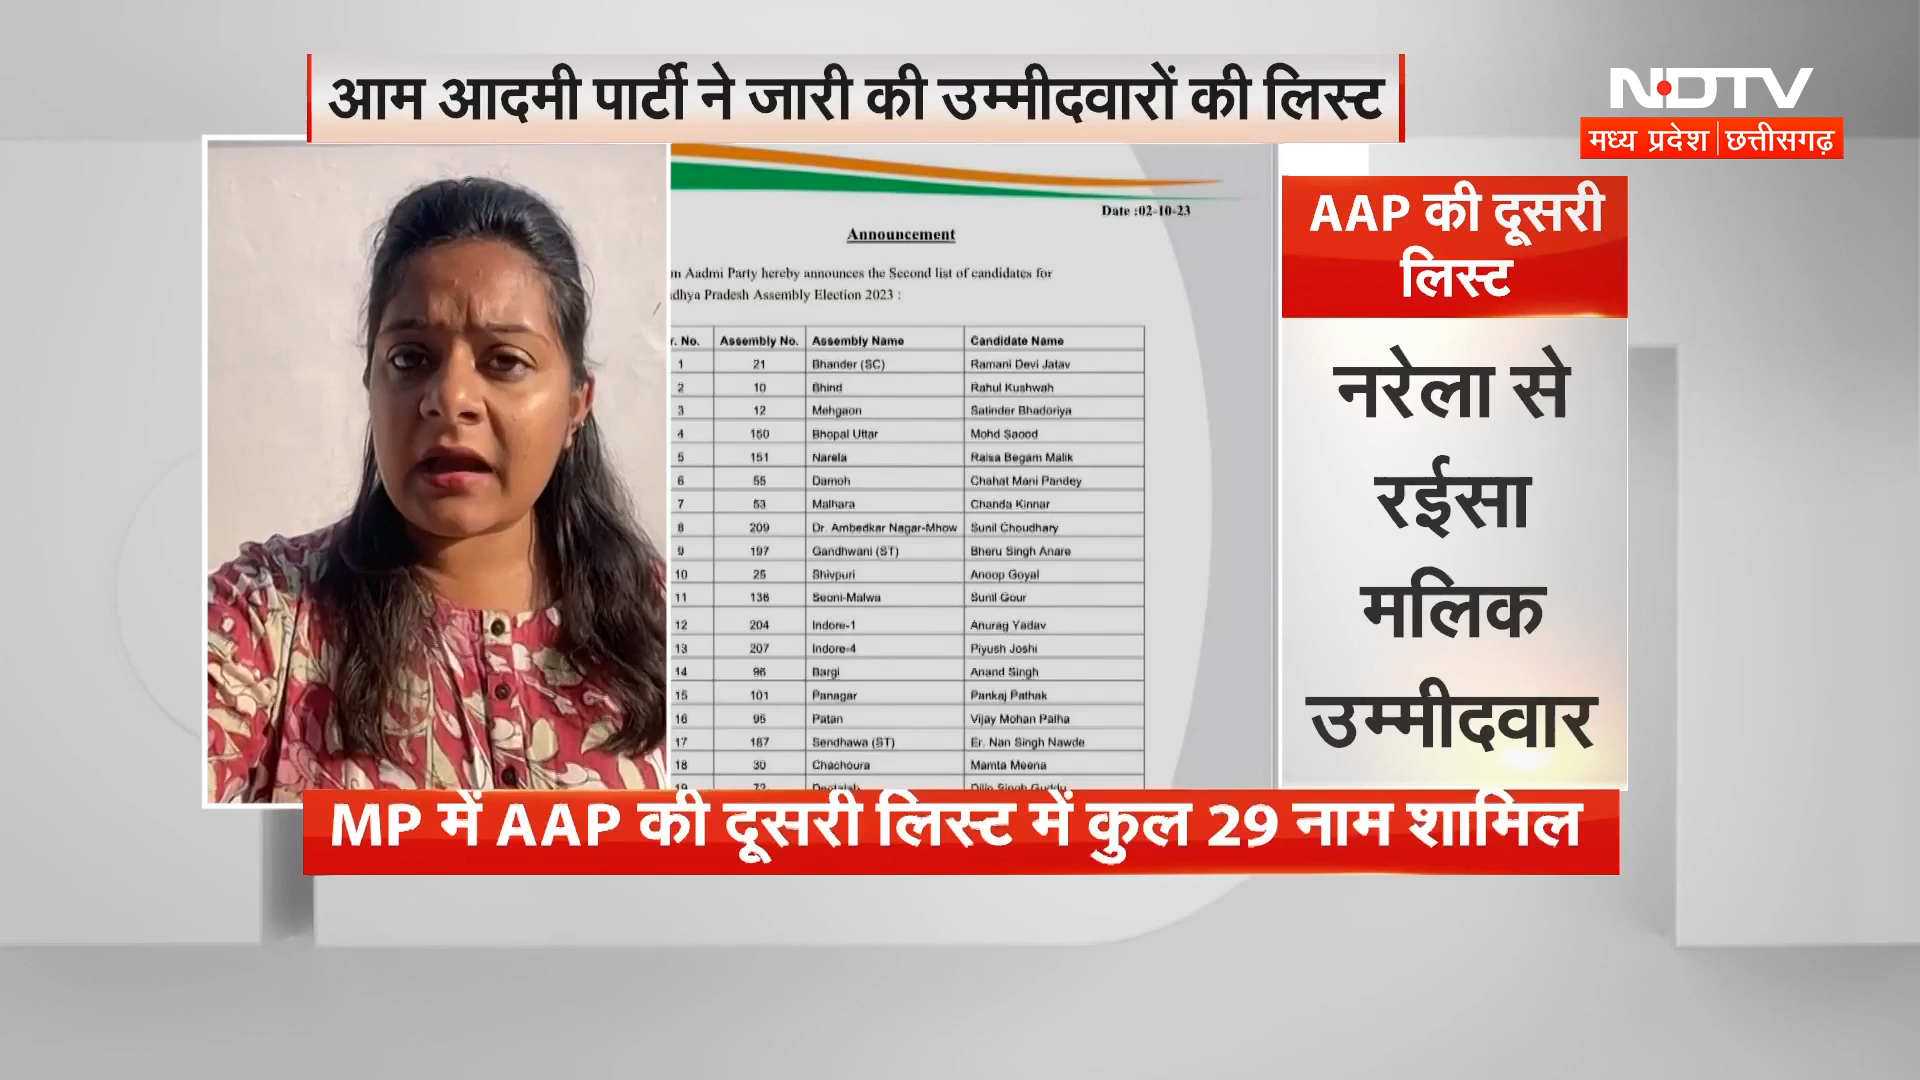 आम आदमी पार्टी ने जारी की उम्मीदवारों की लिस्ट
NDTV
मध्य प्रदेश | छत्तीसगढ़
Date :02-10-23
Announcement
Aadmi Party hereby announces the Second list of candidates for
Pradesh Assembly Election 2023 :
No. Assembly No. Assembly Name Candidate Name
1 21 Bhander (SC) Ramani Devi Jatav
2 10 Bhind Rahul Kushwah
3 12 Mehgaon Satinder Bhadoriya
4 150 Bhopal Uttar Mohd Saood
5 151 Narela Raisa Begam Malik
6 55 Damoh Chahat Mani Pandey
7 53 Malhara Chanda Kinnar
8 209 Dr. Ambedkar Nagar-Mhow Sunil Choudhary
9 197 Gandhwani (ST) Bheru Singh Anare
10 25 Shivpuri Anoop Goyal
11 136 Seoni-Malwa Sunil Gour
12 204 Indore-1 Anurag Yadav
13 207 Indore-4 Piyush Joshi
14 96 Bargi Anand Singh
15 101 Panagar Pankaj Pathak
16 95 Patan Vijay Mohan Palha
17 187 Sendhawa (ST) Er. Nan Singh Nawde
18 30 Chachoura Mamta Meena
AAP की दूसरी
लिस्ट
नरेला से
रईसा
मलिक
उम्मीदवार
MP में AAP की दूसरी लिस्ट में कुल 29 नाम शामिल